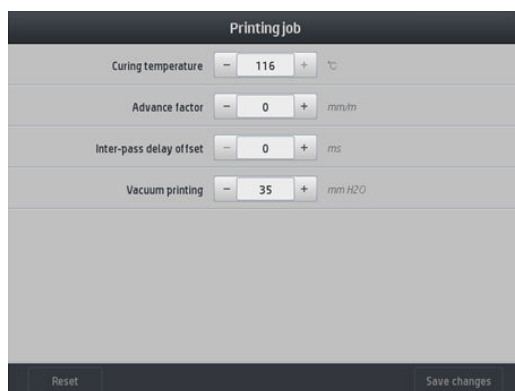 Printing job
Curing temperature − 116 + °C
Advance factor − 0 + mm/m
Inter-pass delay offset − 0 + ms
Vacuum printing − 35 + mm H2O
Reset Save changes